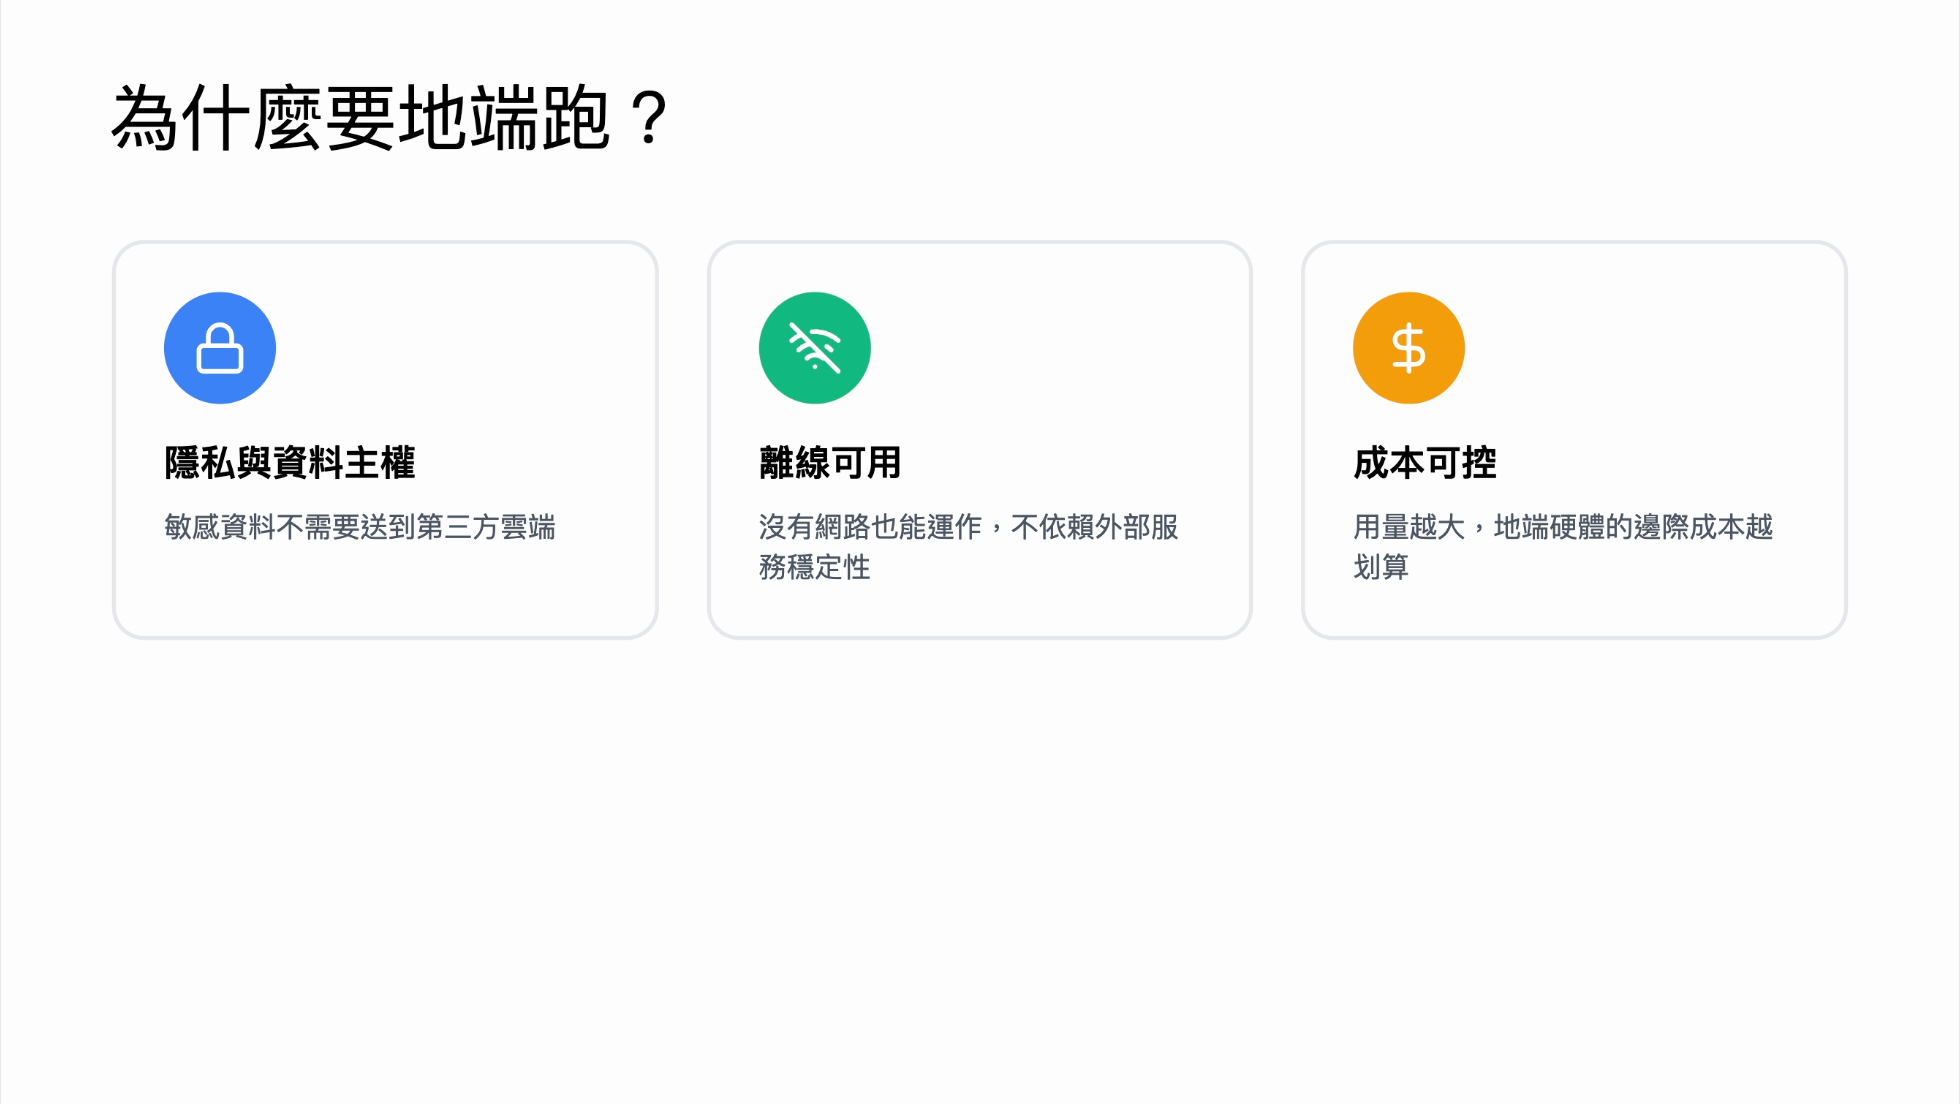 為什麼要地端跑？
隱私與資料主權
敏感資料不需要送到第三方雲端
離線可用
沒有網路也能運作，不依賴外部服
務穩定性
成本可控
用量越大，地端硬體的邊際成本越
划算